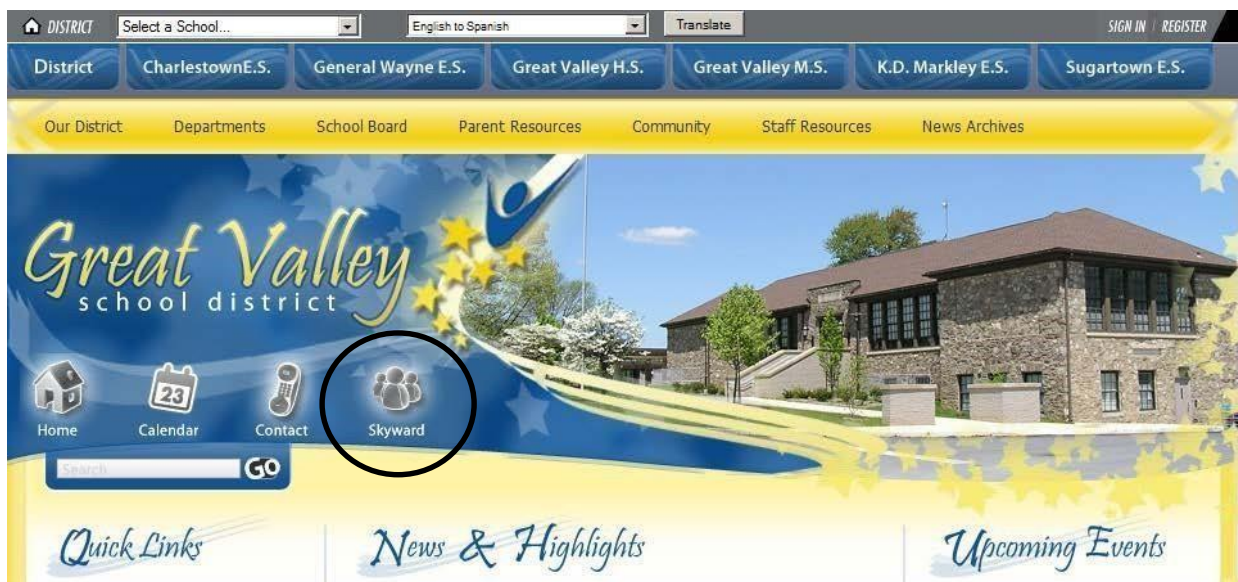 DISTRICT Select a School... English to Spanish Translate SIGN IN | REGISTER
District CharlestownE.S. General Wayne E.S. Great Valley H.S. Great Valley M.S. K.D. Markley E.S. Sugartown E.S.
Our District Departments School Board Parent Resources Community Staff Resources News Archives
Great Valley
school district
23
Home Calendar Contact Skyward
Search GO
Quick Links News & Highlights Upcoming Events